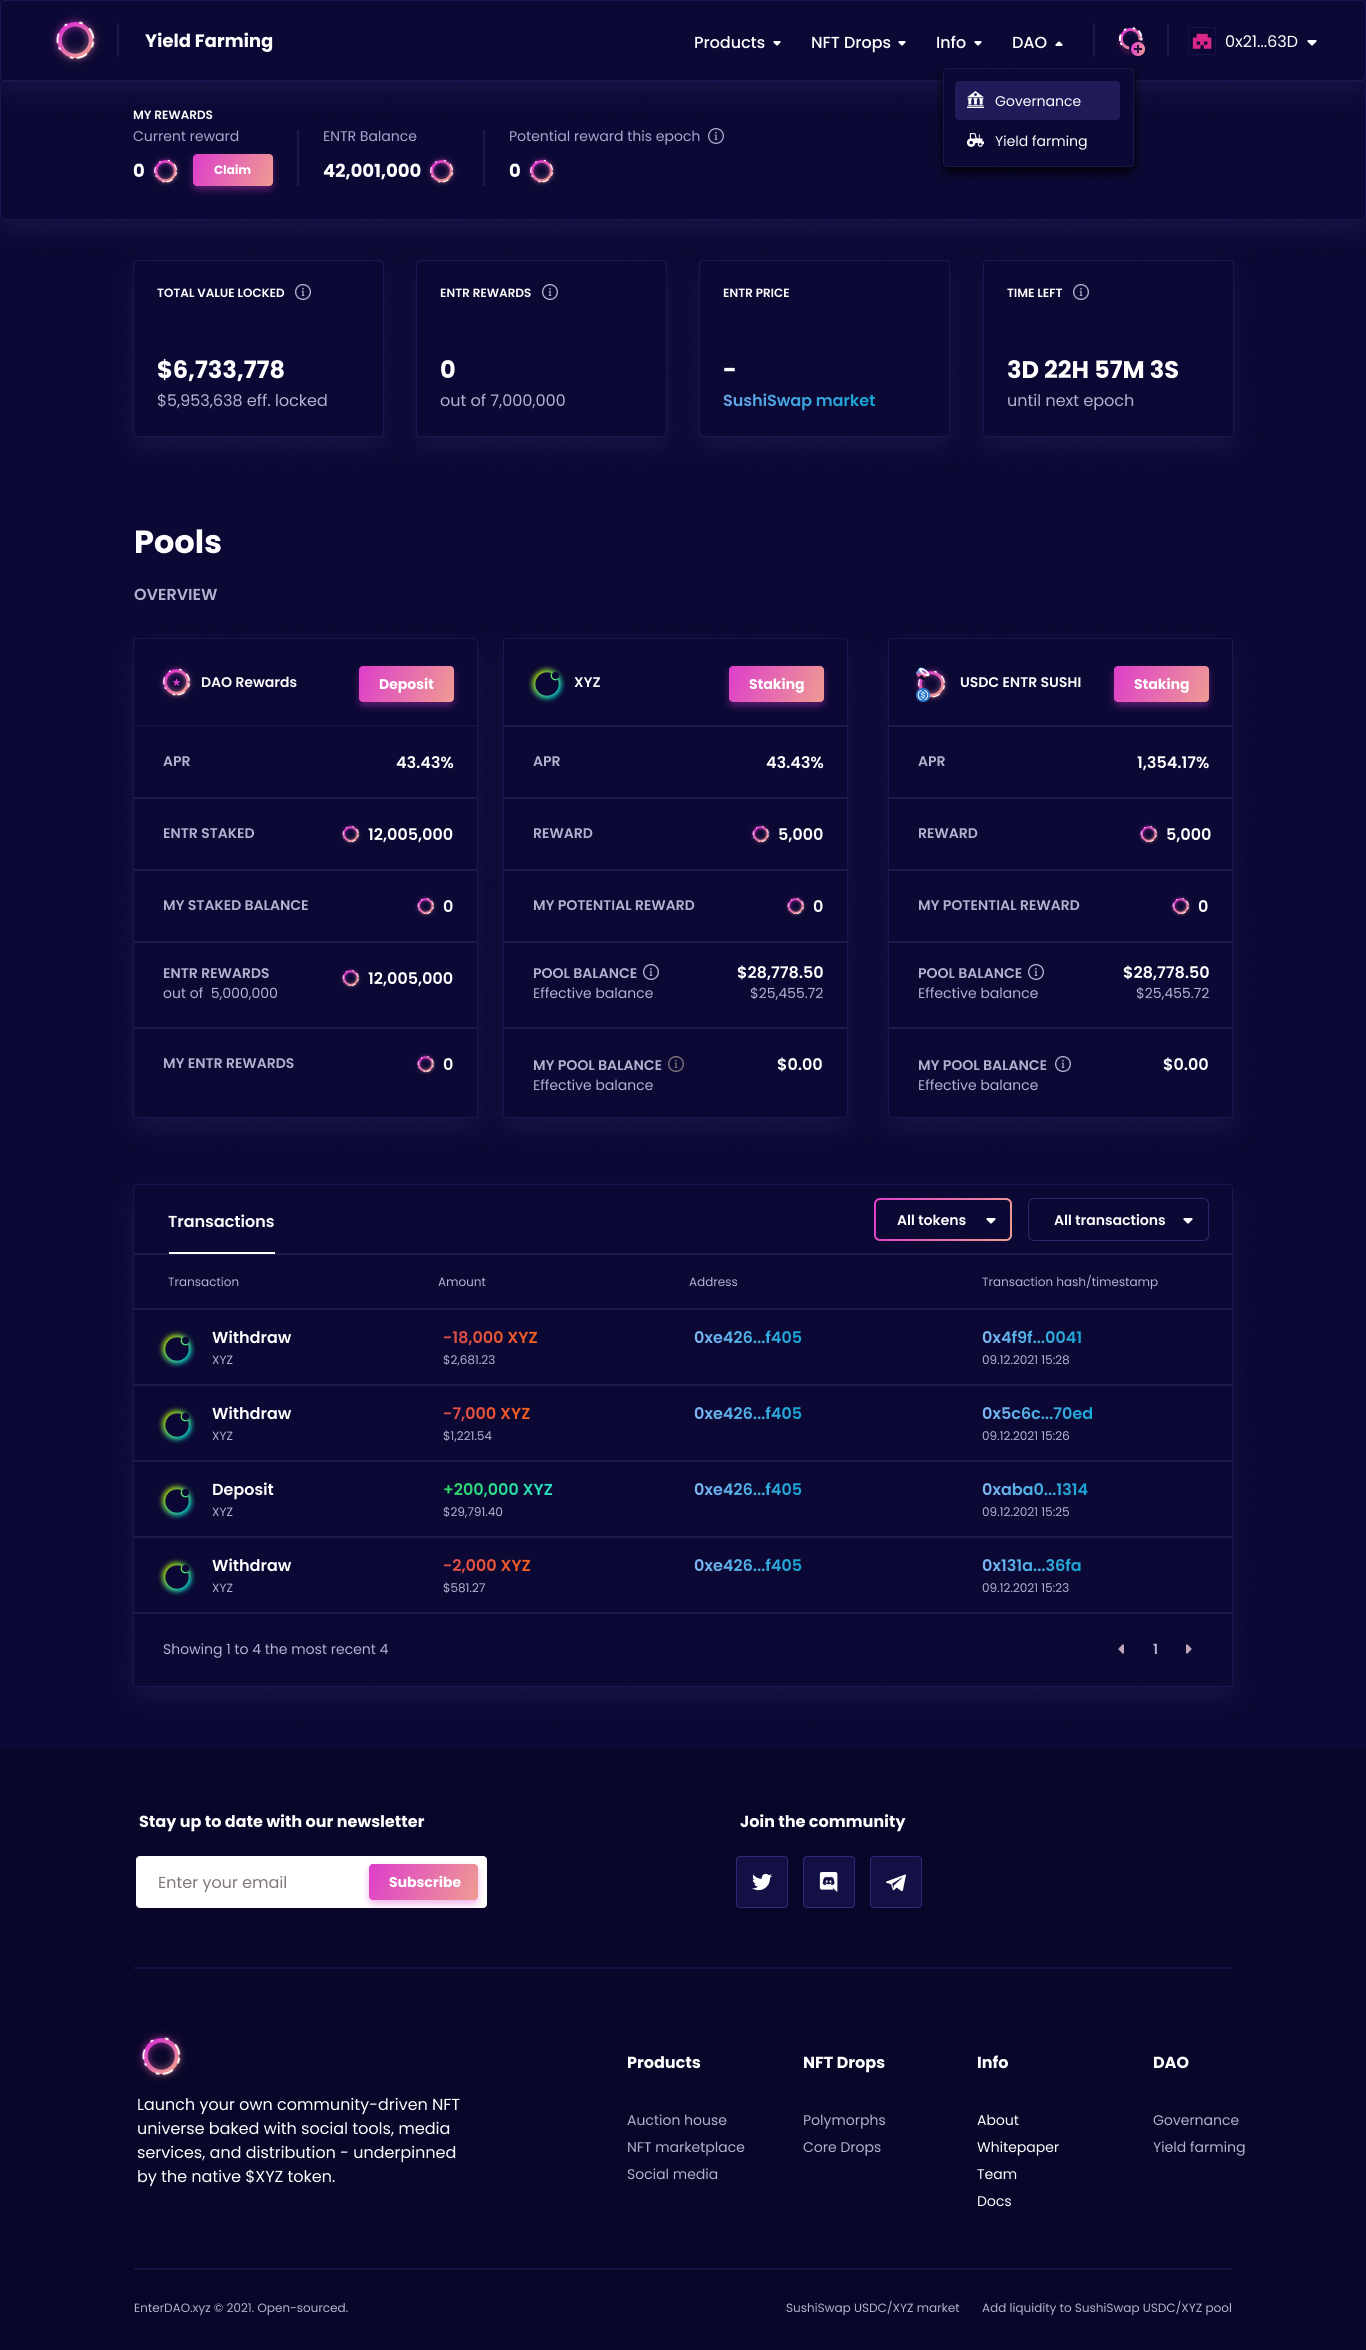 Yield Farming
Products
NFT Drops
Info
DAO
0x21...63D
Governance
Yield farming
MY REWARDS
Current reward
0
Claim
ENTR Balance
42,001,000
Potential reward this epoch
0
TOTAL VALUE LOCKED
$6,733,778
$5,953,638 eff. locked
ENTR REWARDS
0
out of 7,000,000
ENTR PRICE
-
SushiSwap market
TIME LEFT
3D 22H 57M 3S
until next epoch
Pools
OVERVIEW
DAO Rewards
Deposit
APR
43.43%
ENTR STAKED
12,005,000
MY STAKED BALANCE
0
ENTR REWARDS
out of 5,000,000
12,005,000
MY ENTR REWARDS
0
XYZ
Staking
APR
43.43%
REWARD
5,000
MY POTENTIAL REWARD
0
POOL BALANCE
$28,778.50
Effective balance
$25,455.72
MY POOL BALANCE
$0.00
Effective balance
USDC ENTR SUSHI
Staking
APR
1,354.17%
REWARD
5,000
MY POTENTIAL REWARD
0
POOL BALANCE
$28,778.50
Effective balance
$25,455.72
MY POOL BALANCE
$0.00
Effective balance
Transactions
All tokens
All transactions
Transaction
Amount
Address
Transaction hash/timestamp
Withdraw
XYZ
-18,000 XYZ
$2,681.23
0xe426...f405
0x4f9f...0041
09.12.2021 15:28
Withdraw
XYZ
-7,000 XYZ
$1,221.54
0xe426...f405
0x5c6c...70ed
09.12.2021 15:26
Deposit
XYZ
+200,000 XYZ
$29,791.40
0xe426...f405
0xaba0...1314
09.12.2021 15:25
Withdraw
XYZ
-2,000 XYZ
$581.27
0xe426...f405
0x131a...36fa
09.12.2021 15:23
Showing 1 to 4 the most recent 4
1
Stay up to date with our newsletter
Enter your email
Subscribe
Join the community
Launch your own community-driven NFT
universe baked with social tools, media
services, and distribution - underpinned
by the native $XYZ token.
Products
Auction house
NFT marketplace
Social media
NFT Drops
Polymorphs
Core Drops
Info
About
Whitepaper
Team
Docs
DAO
Governance
Yield farming
EnterDAO.xyz © 2021. Open-sourced.
SushiSwap USDC/XYZ market
Add liquidity to SushiSwap USDC/XYZ pool